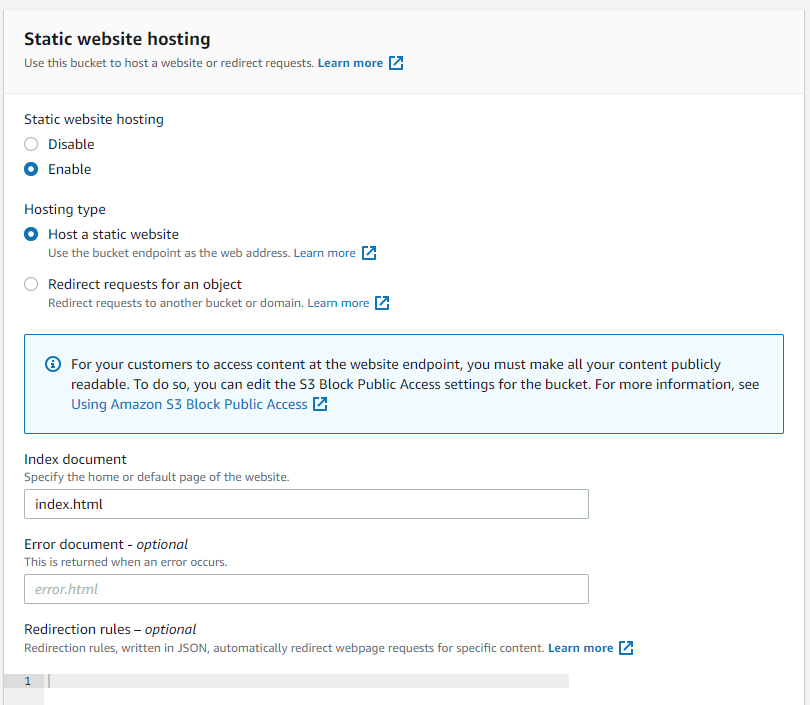 Static website hosting
Use this bucket to host a website or redirect requests. Learn more
Static website hosting
Disable
Enable
Hosting type
Host a static website
Use the bucket endpoint as the web address. Learn more
Redirect requests for an object
Redirect requests to another bucket or domain. Learn more
For your customers to access content at the website endpoint, you must make all your content publicly
readable. To do so, you can edit the S3 Block Public Access settings for the bucket. For more information, see
Using Amazon S3 Block Public Access
Index document
Specify the home or default page of the website.
index.html
Error document - optional
This is returned when an error occurs.
error.html
Redirection rules – optional
Redirection rules, written in JSON, automatically redirect webpage requests for specific content. Learn more
1